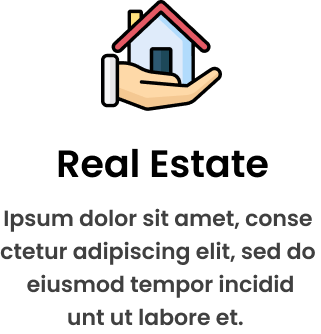 Real Estate
Ipsum dolor sit amet, conse
ctetur adipiscing elit, sed do
eiusmod tempor incidid
unt ut labore et.